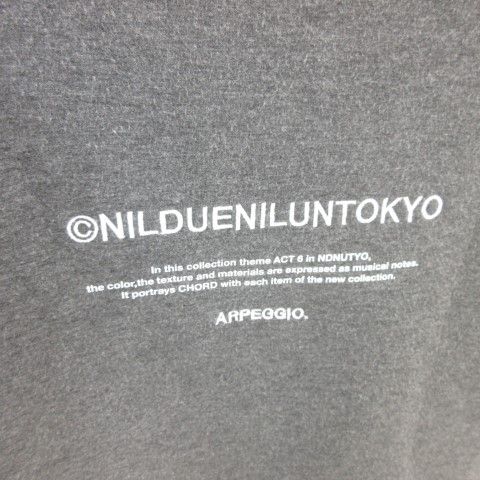 ©NILDUENILUNTOKYO
In this collection theme ACT 6 in NDNUTYO,
the color,the texture and materials are expressed as musical notes.
It portrays CHORD with each item of the new collection.
ARPEGGIO.